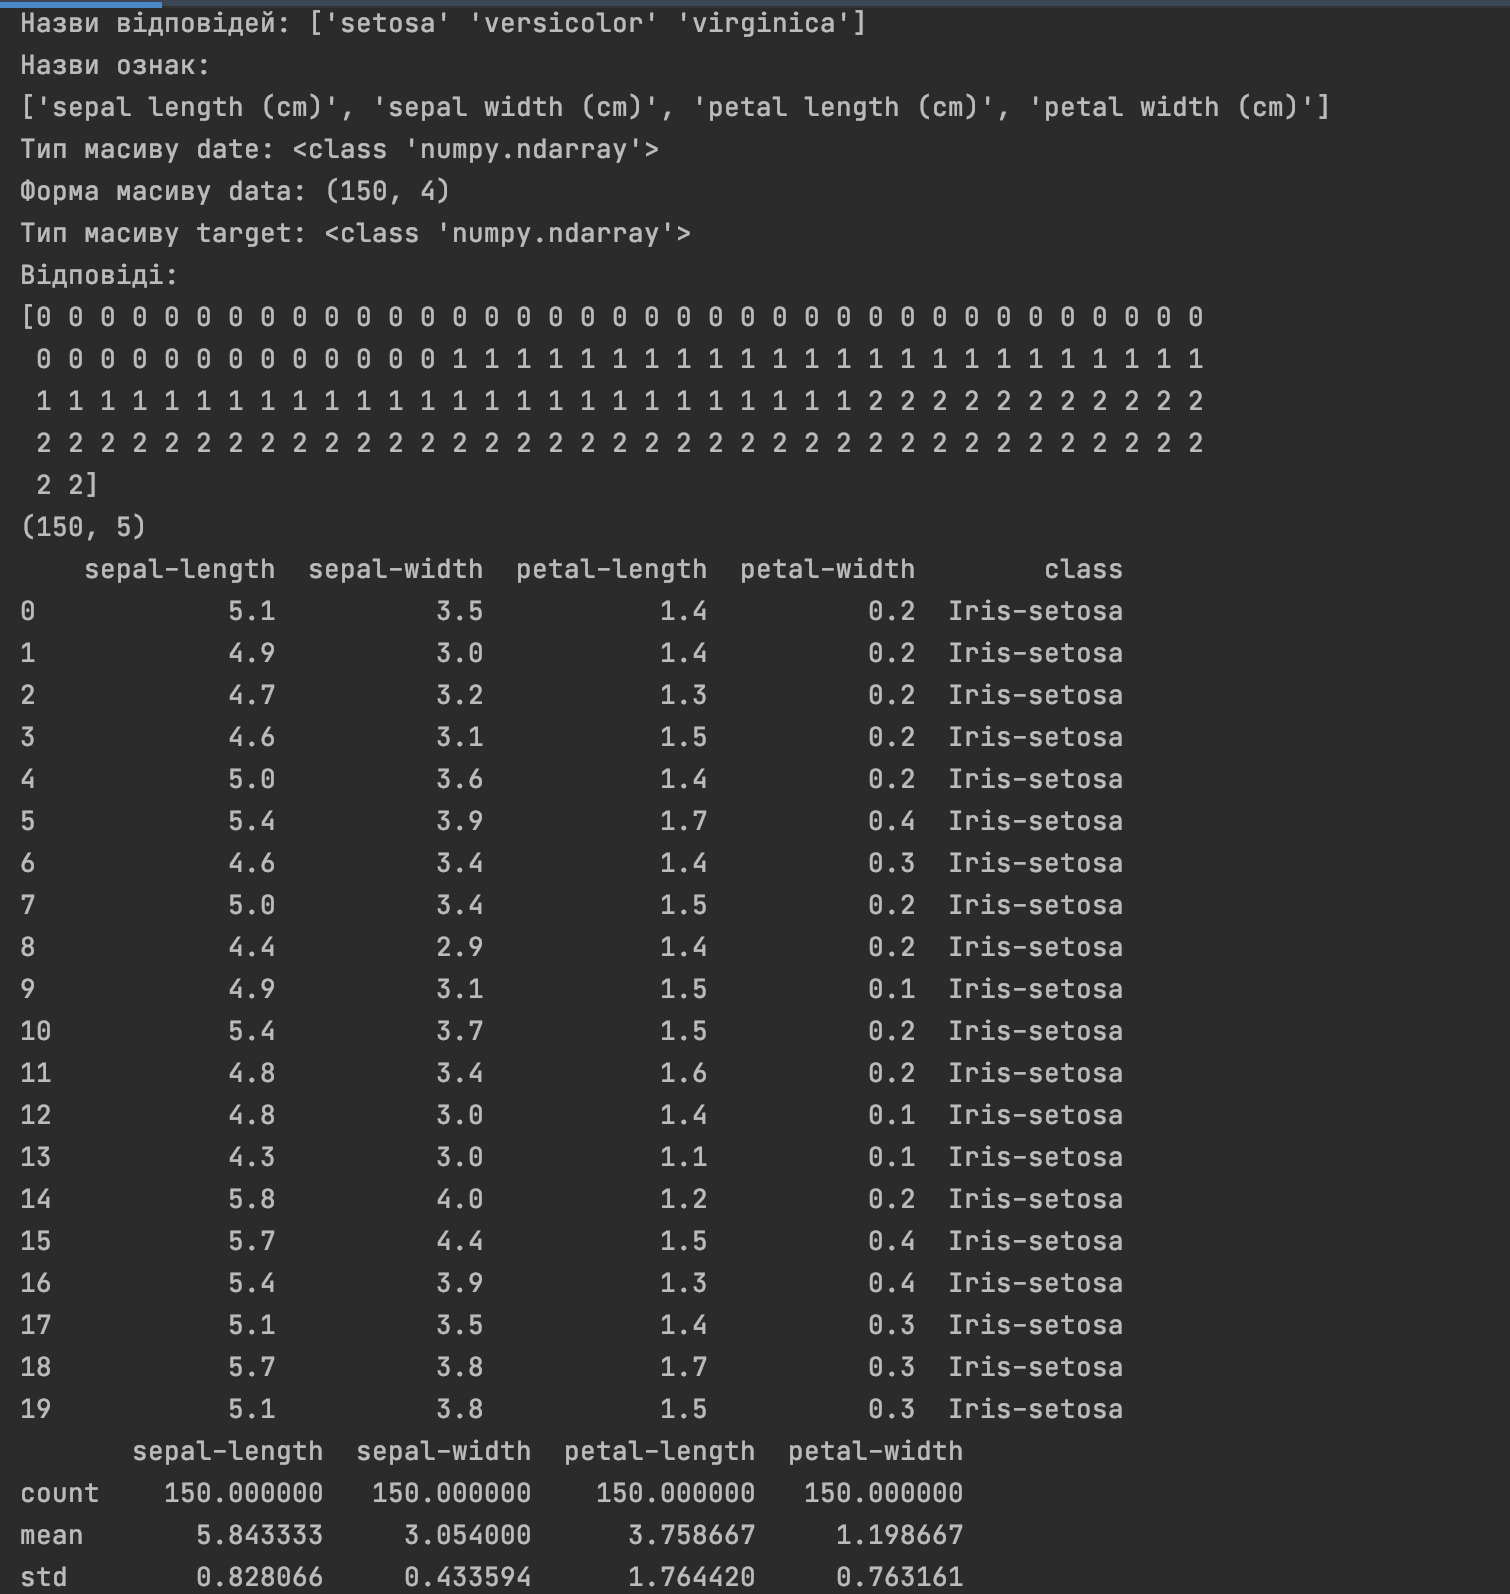 Назви відповідей: ['setosa' 'versicolor' 'virginica']
Назви ознак:
['sepal length (cm)', 'sepal width (cm)', 'petal length (cm)', 'petal width (cm)']
Тип масиву date: <class 'numpy.ndarray'>
Форма масиву data: (150, 4)
Тип масиву target: <class 'numpy.ndarray'>
Відповіді:
[0 0 0 0 0 0 0 0 0 0 0 0 0 0 0 0 0 0 0 0 0 0 0 0 0 0 0 0 0 0 0 0 0 0 0 0 0
 0 0 0 0 0 0 0 0 0 0 0 0 0 1 1 1 1 1 1 1 1 1 1 1 1 1 1 1 1 1 1 1 1 1 1 1 1
 1 1 1 1 1 1 1 1 1 1 1 1 1 1 1 1 1 1 1 1 1 1 1 1 1 1 2 2 2 2 2 2 2 2 2 2 2
 2 2 2 2 2 2 2 2 2 2 2 2 2 2 2 2 2 2 2 2 2 2 2 2 2 2 2 2 2 2 2 2 2 2 2 2 2
 2 2]
(150, 5)
    sepal-length  sepal-width  petal-length  petal-width        class
0            5.1          3.5           1.4          0.2  Iris-setosa
1            4.9          3.0           1.4          0.2  Iris-setosa
2            4.7          3.2           1.3          0.2  Iris-setosa
3            4.6          3.1           1.5          0.2  Iris-setosa
4            5.0          3.6           1.4          0.2  Iris-setosa
5            5.4          3.9           1.7          0.4  Iris-setosa
6            4.6          3.4           1.4          0.3  Iris-setosa
7            5.0          3.4           1.5          0.2  Iris-setosa
8            4.4          2.9           1.4          0.2  Iris-setosa
9            4.9          3.1           1.5          0.1  Iris-setosa
10           5.4          3.7           1.5          0.2  Iris-setosa
11           4.8          3.4           1.6          0.2  Iris-setosa
12           4.8          3.0           1.4          0.1  Iris-setosa
13           4.3          3.0           1.1          0.1  Iris-setosa
14           5.8          4.0           1.2          0.2  Iris-setosa
15           5.7          4.4           1.5          0.4  Iris-setosa
16           5.4          3.9           1.3          0.4  Iris-setosa
17           5.1          3.5           1.4          0.3  Iris-setosa
18           5.7          3.8           1.7          0.3  Iris-setosa
19           5.1          3.8           1.5          0.3  Iris-setosa
       sepal-length  sepal-width  petal-length  petal-width
count    150.000000   150.000000    150.000000   150.000000
mean       5.843333     3.054000      3.758667     1.198667
std        0.828066     0.433594      1.764420     0.763161